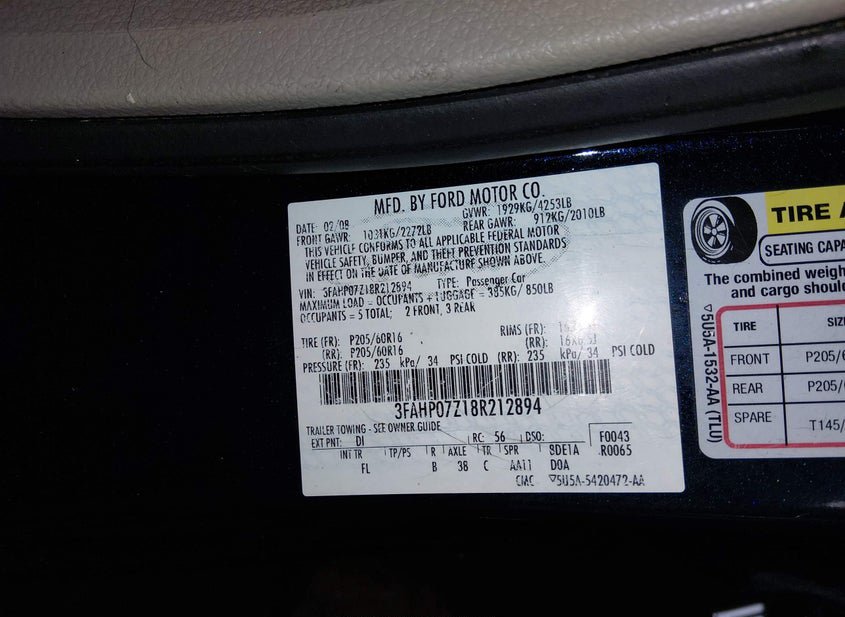 MFD. BY FORD MOTOR CO.
DATE: 02/08 GVWR: 1929KG/4253LB
FRONT GAWR: 1031KG/2272LB REAR GAWR: 912KG/2010LB
THIS VEHICLE CONFORMS TO ALL APPLICABLE FEDERAL MOTOR
VEHICLE SAFETY, BUMPER, AND THEFT PREVENTION STANDARDS
IN EFFECT ON THE DATE OF MANUFACTURE SHOWN ABOVE.
VIN: 3FAHP07Z18R212894 TYPE: Passenger Car
MAXIMUM LOAD = OCCUPANTS + LUGGAGE = 385KG/ 850LB
OCCUPANTS = 5 TOTAL; 2 FRONT, 3 REAR
TIRE (FR): P205/60R16 RIMS (FR):
(RR): P205/60R16 (RR):
PRESSURE (FR): 235 kPa/ 34 PSI COLD (RR): 235 kPa/ 34 PSI COLD
3FAHP07Z18R212894
TRAILER TOWING - SEE OWNER GUIDE
EXT PNT: DI RC: 56 DSO: F0043
R0065
INT TR TP/PS R AXLE TR SPR 8DE1A
FL B 38 C AA11 DOA
CMC ▽5U5A-5420472-AA
TIRE A
SEATING CAPA
The combined weigh
and cargo shoul
TIRE SIZ
FRONT P205/6
REAR P205/
SPARE T145/
▽5U5A-1532-AA (TLU)